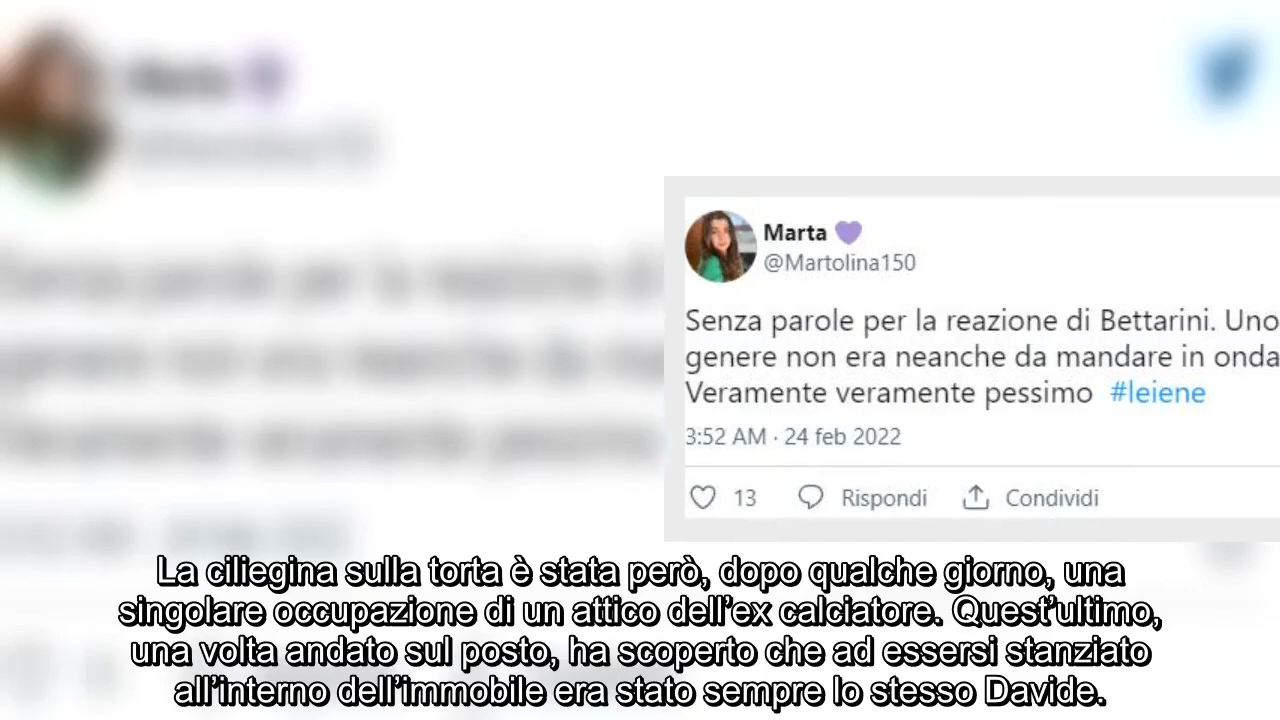 Marta 💜
@Martolina150
Senza parole per la reazione di Bettarini. Uno
genere non era neanche da mandare in onda
Veramente veramente pessimo #leiene
3:52 AM · 24 feb 2022
13 Rispondi Condividi
La ciliegina sulla torta è stata però, dopo qualche giorno, una
singolare occupazione di un attico dell’ex calciatore. Quest’ultimo,
una volta andato sul posto, ha scoperto che ad essersi stanziato
all’interno dell’immobile era stato sempre lo stesso Davide.